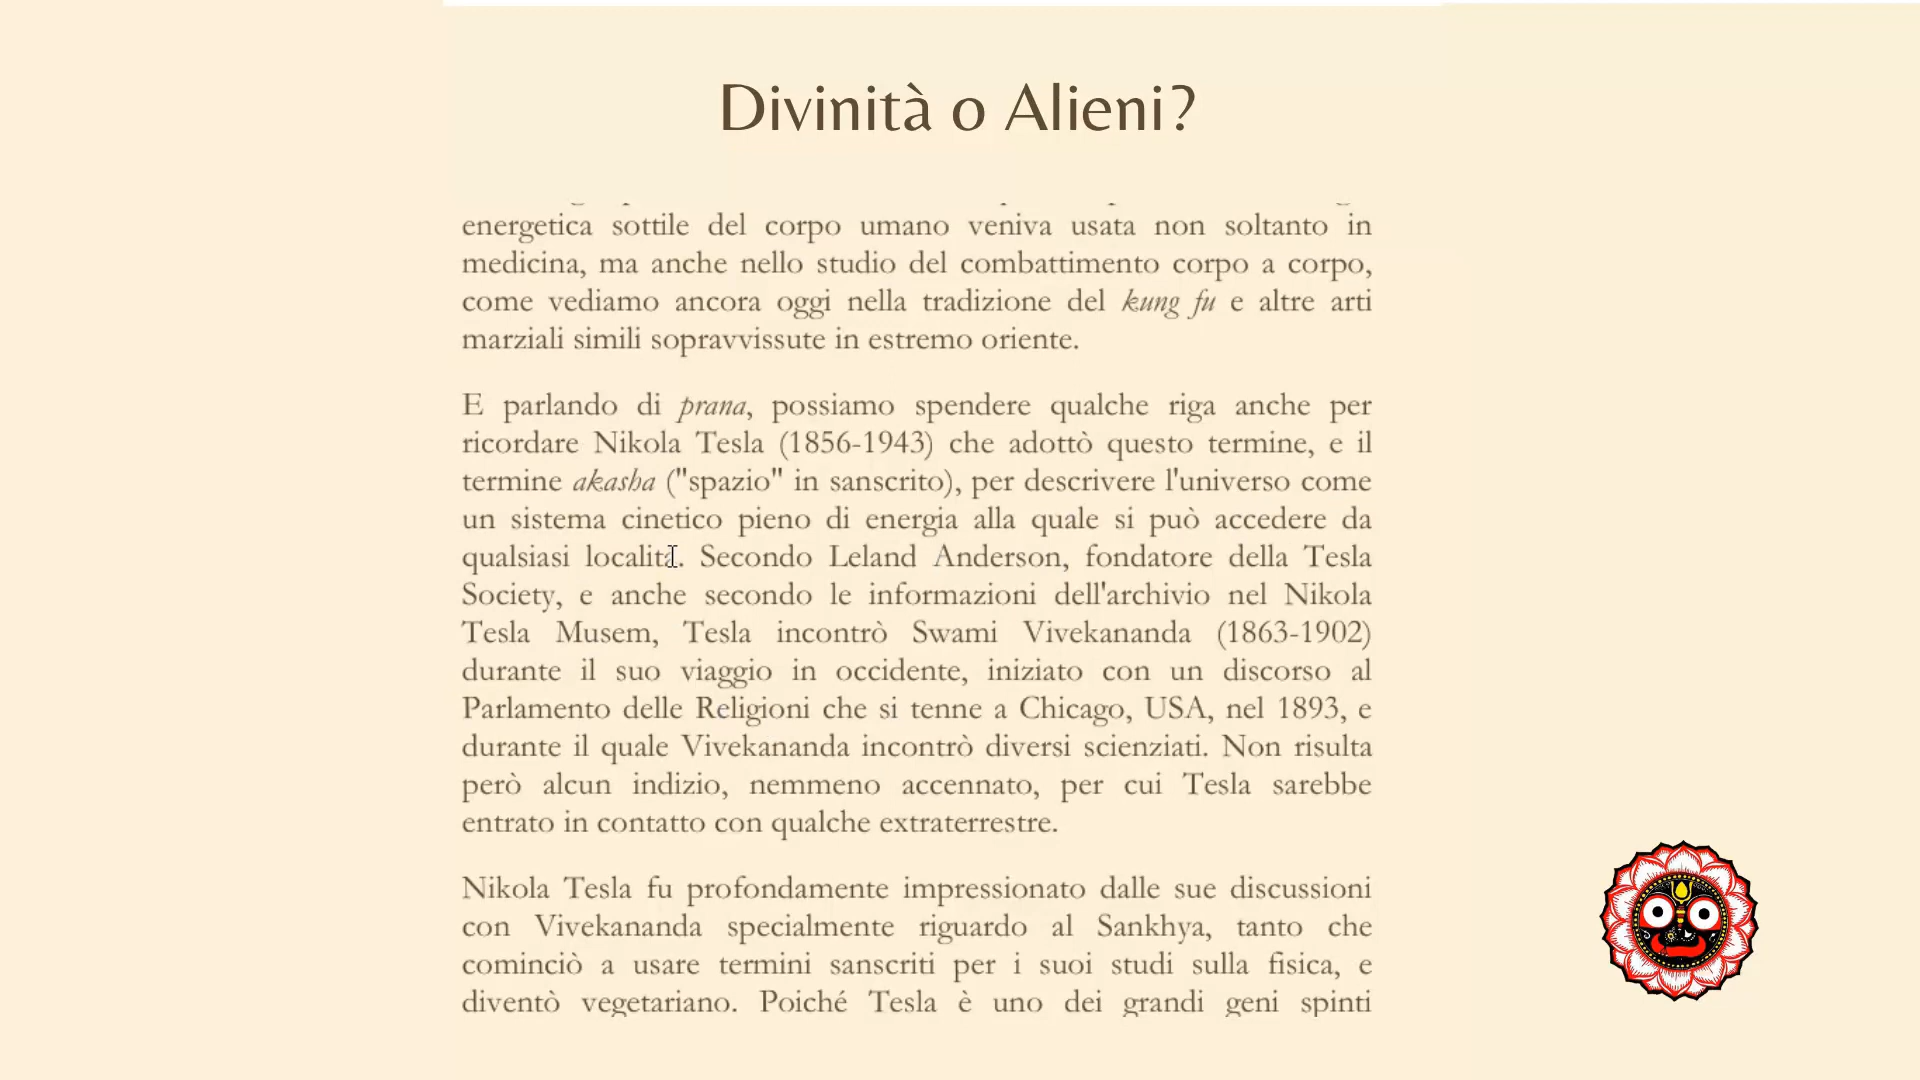 Divinità o Alieni?
energetica sottile del corpo umano veniva usata non soltanto in
medicina, ma anche nello studio del combattimento corpo a corpo,
come vediamo ancora oggi nella tradizione del kung fu e altre arti
marziali simili sopravvissute in estremo oriente.
E parlando di prana, possiamo spendere qualche riga anche per
ricordare Nikola Tesla (1856-1943) che adottò questo termine, e il
termine akasha ("spazio" in sanscrito), per descrivere l'universo come
un sistema cinetico pieno di energia alla quale si può accedere da
qualsiasi località. Secondo Leland Anderson, fondatore della Tesla
Society, e anche secondo le informazioni dell'archivio nel Nikola
Tesla Musem, Tesla incontrò Swami Vivekananda (1863-1902)
durante il suo viaggio in occidente, iniziato con un discorso al
Parlamento delle Religioni che si tenne a Chicago, USA, nel 1893, e
durante il quale Vivekananda incontrò diversi scienziati. Non risulta
però alcun indizio, nemmeno accennato, per cui Tesla sarebbe
entrato in contatto con qualche extraterrestre.
Nikola Tesla fu profondamente impressionato dalle sue discussioni
con Vivekananda specialmente riguardo al Sankhya, tanto che
cominciò a usare termini sanscriti per i suoi studi sulla fisica, e
diventò vegetariano. Poiché Tesla è uno dei grandi geni spinti